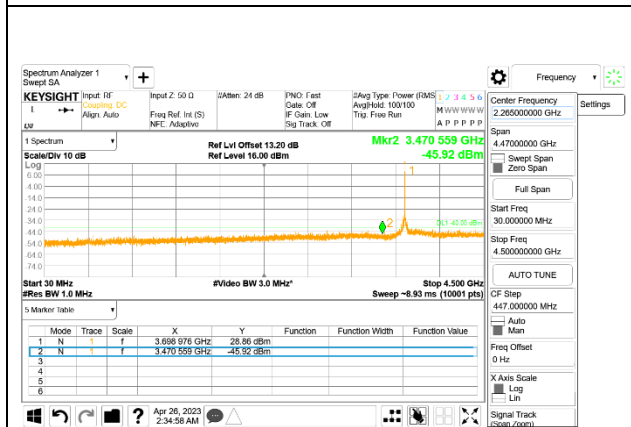 Spectrum Analyzer 1
Swept SA
+
Frequency
KEYSIGHT
Input: RF
Coupling: DC
Align: Auto
Input Z: 50 Ω
Freq Ref: Int (S)
NFE: Adaptive
#Atten: 24 dB
PNO: Fast
Gate: Off
IF Gain: Low
Sig Track: Off
#Avg Type: Power (RMS
Avg|Hold: 100/100
Trig: Free Run
1 2 3 4 5 6
M W W W W W
A P P P P P
Settings
Center Frequency
2.265000000 GHz
Span
4.47000000 GHz
Swept Span
Zero Span
Full Span
Start Freq
30.000000 MHz
Stop Freq
4.500000000 GHz
AUTO TUNE
CF Step
447.000000 MHz
Auto
Man
Freq Offset
0 Hz
X Axis Scale
Log
Lin
Signal Track
(Span Zoom)
1 Spectrum
Scale/Div 10 dB
Ref Lvl Offset 13.20 dB
Ref Level 16.00 dBm
Mkr2 3.470 559 GHz
-45.92 dBm
Log
6.00
-4.00
-14.0
-24.0
-34.0
-44.0
-54.0
-64.0
-74.0
1
2
DL1 -40.00 dBm
Start 30 MHz
#Res BW 1.0 MHz
#Video BW 3.0 MHz*
Stop 4.500 GHz
Sweep ~8.93 ms (10001 pts)
5 Marker Table
Mode Trace Scale X Y Function Function Width Function Value
1 N 1 f 3.698 976 GHz 28.86 dBm
2 N 1 f 3.470 559 GHz -45.92 dBm
3
4
5
6
?
Apr 26, 2023
2:34:58 AM